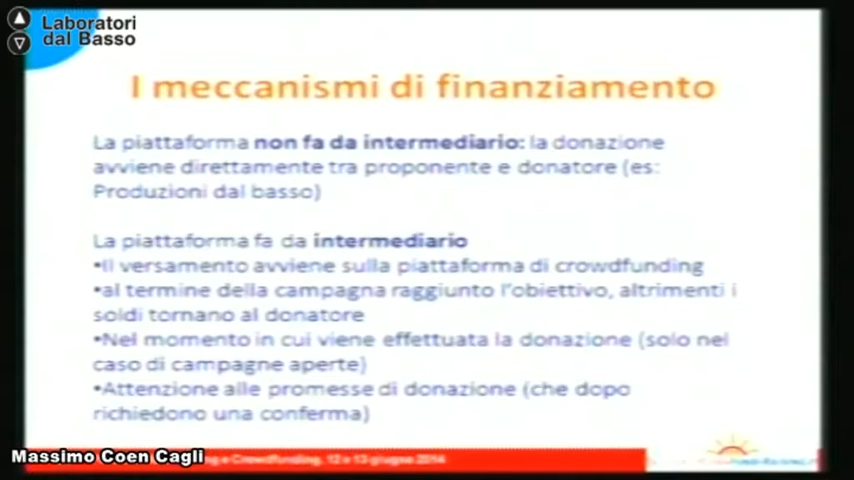 Laboratori
dal Basso
I meccanismi di finanziamento
La piattaforma non fa da intermediario: la donazione
avviene direttamente tra proponente e donatore (es:
Produzioni dal basso)
La piattaforma fa da intermediario
•Il versamento avviene sulla piattaforma di crowdfunding
•al termine della campagna raggiunto l'obiettivo, altrimenti i
soldi tornano al donatore
•Nel momento in cui viene effettuata la donazione (solo nel
caso di campagne aperte)
•Attenzione alle promesse di donazione (che dopo
richiedono una conferma)
Massimo Coen Cagli
e Crowdfunding, 12 e 13 giugno 2014